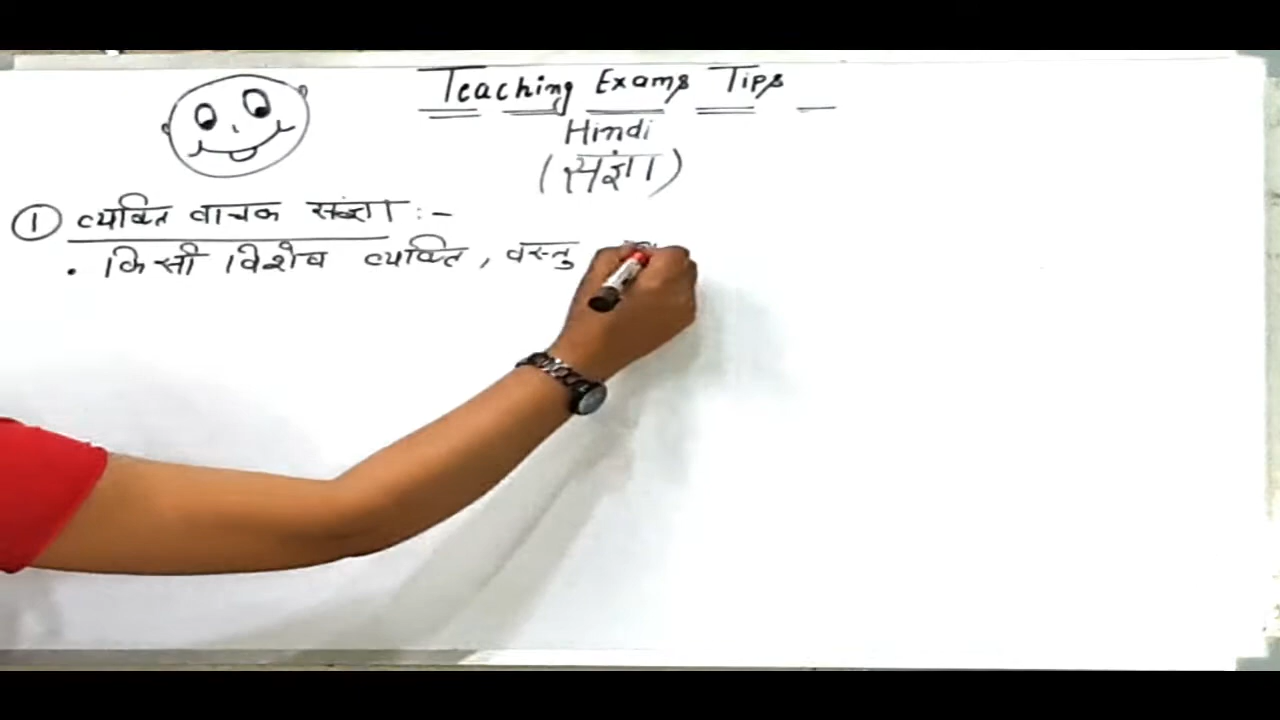 Teaching Exams Tips
Hindi
(संज्ञा)
① व्यक्ति वाचक संज्ञा :-
• किसी विशेष व्यक्ति, वस्तु